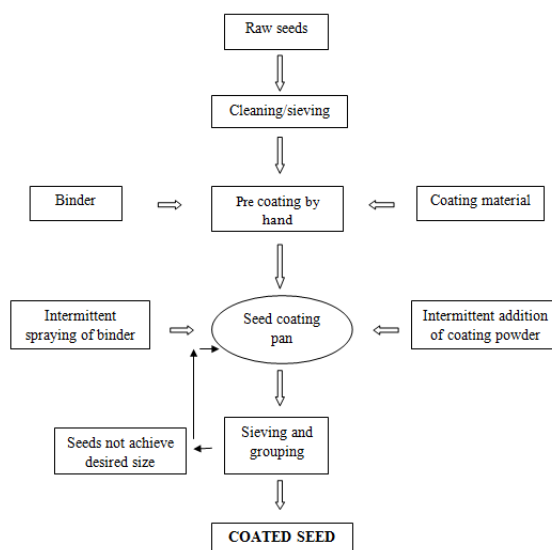 Raw seeds
Cleaning/sieving
Binder
Pre coating by
hand
Coating material
Intermittent
spraying of binder
Seed coating
pan
Intermittent addition
of coating powder
Seeds not achieve
desired size
Sieving and
grouping
COATED SEED